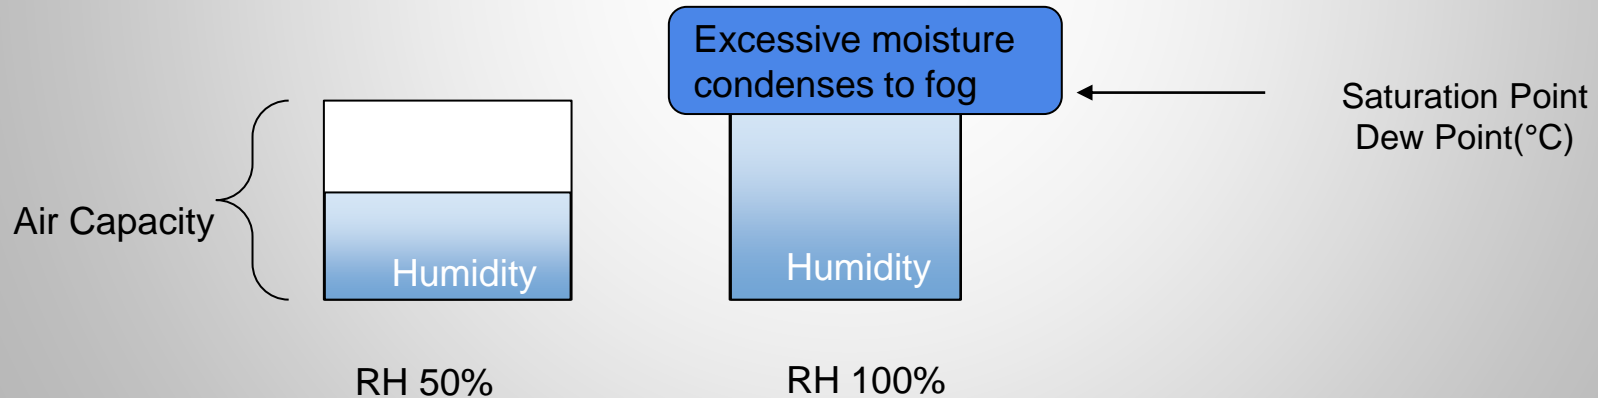 Excessive moisture
condenses to fog
Saturation Point
Dew Point(°C)
Air Capacity
Humidity
Humidity
RH 50%
RH 100%